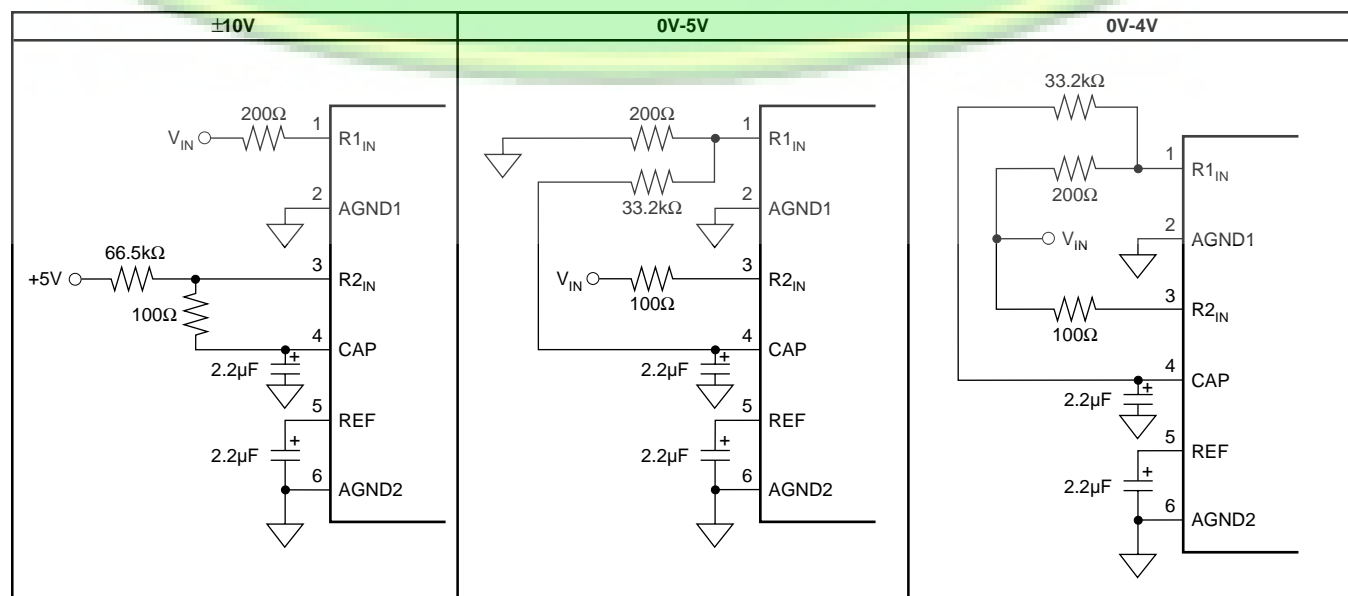 ±10V
200Ω
V_IN
1
R1_IN
2
AGND1
66.5kΩ
+5V
3
R2_IN
100Ω
4
CAP
+
2.2µF
5
REF
+
2.2µF
6
AGND2
0V-5V
200Ω
1
R1_IN
33.2kΩ
2
AGND1
V_IN
3
R2_IN
100Ω
4
CAP
+
2.2µF
5
REF
+
2.2µF
6
AGND2
0V-4V
33.2kΩ
1
R1_IN
200Ω
2
AGND1
V_IN
3
R2_IN
100Ω
4
CAP
+
2.2µF
5
REF
+
2.2µF
6
AGND2